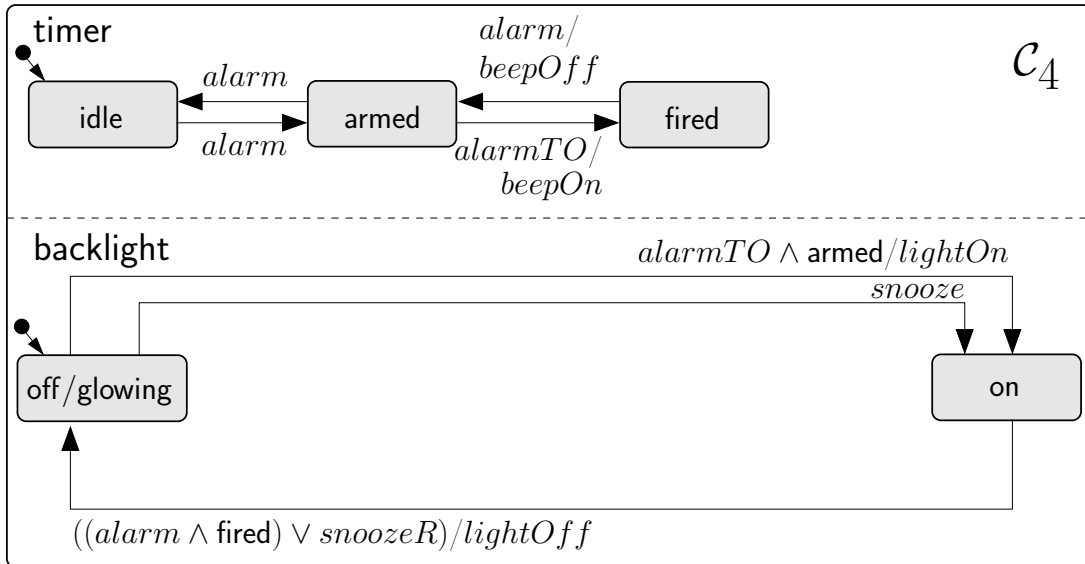 timer
alarm/
beepOff
𝒞₄
alarm
idle
armed
fired
alarm
alarmTO/
beepOn
backlight
alarmTO ∧ armed/lightOn
snooze
off/glowing
on
((alarm ∧ fired) ∨ snoozeR)/lightOff